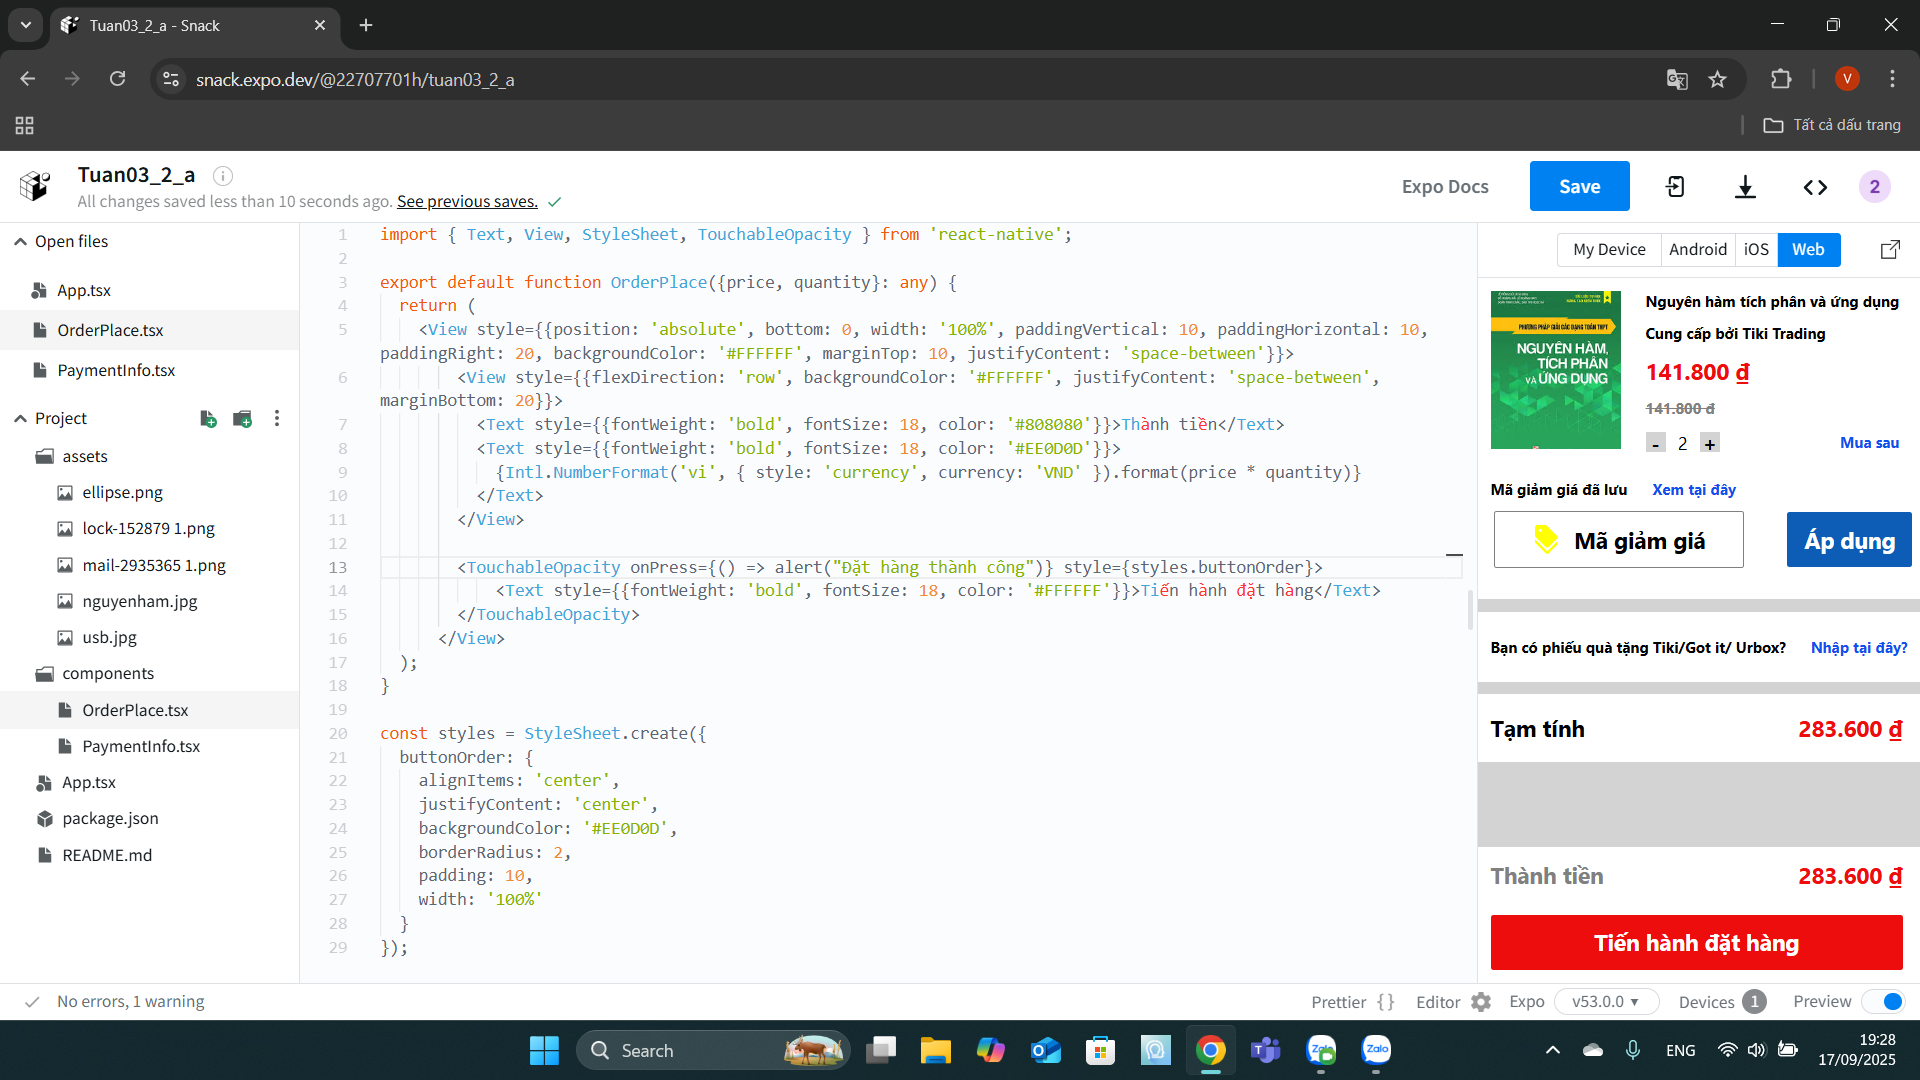 Tuan03_2_a - Snack
snack.expo.dev/@22707701h/tuan03_2_a
V
Tất cả dấu trang
Tuan03_2_a
All changes saved less than 10 seconds ago. See previous saves.
Expo Docs
Save
2
Open files
App.tsx
OrderPlace.tsx
PaymentInfo.tsx
Project
assets
ellipse.png
lock-152879 1.png
mail-2935365 1.png
nguyenham.jpg
usb.jpg
components
OrderPlace.tsx
PaymentInfo.tsx
App.tsx
package.json
README.md
1 import { Text, View, StyleSheet, TouchableOpacity } from 'react-native';
2
3 export default function OrderPlace({price, quantity}: any) {
4 return (
5 <View style={{position: 'absolute', bottom: 0, width: '100%', paddingVertical: 10, paddingHorizontal: 10,
paddingRight: 20, backgroundColor: '#FFFFFF', marginTop: 10, justifyContent: 'space-between'}}>
6 <View style={{flexDirection: 'row', backgroundColor: '#FFFFFF', justifyContent: 'space-between',
marginBottom: 20}}>
7 <Text style={{fontWeight: 'bold', fontSize: 18, color: '#808080'}}>Thành tiền</Text>
8 <Text style={{fontWeight: 'bold', fontSize: 18, color: '#EE0D0D'}}>
9 {Intl.NumberFormat('vi', { style: 'currency', currency: 'VND' }).format(price * quantity)}
10 </Text>
11 </View>
12
13 <TouchableOpacity onPress={() => alert("Đặt hàng thành công")} style={styles.buttonOrder}>
14 <Text style={{fontWeight: 'bold', fontSize: 18, color: '#FFFFFF'}}>Tiến hành đặt hàng</Text>
15 </TouchableOpacity>
16 </View>
17 );
18 }
19
20 const styles = StyleSheet.create({
21 buttonOrder: {
22 alignItems: 'center',
23 justifyContent: 'center',
24 backgroundColor: '#EE0D0D',
25 borderRadius: 2,
26 padding: 10,
27 width: '100%'
28 }
29 });
My Device Android iOS Web
PHƯƠNG PHÁP GIẢI CÁC DẠNG TOÁN THPT
NGUYÊN HÀM,
TÍCH PHÂN
VÀ ỨNG DỤNG
Nguyên hàm tích phân và ứng dụng
Cung cấp bởi Tiki Trading
141.800 ₫
141.800 đ
- 2 + Mua sau
Mã giảm giá đã lưu Xem tại đây
Mã giảm giá Áp dụng
Bạn có phiếu quà tặng Tiki/Got it/ Urbox? Nhập tại đây?
Tạm tính 283.600 ₫
Thành tiền 283.600 ₫
Tiến hành đặt hàng
No errors, 1 warning
Prettier {} Editor Expo v53.0.0 Devices 1 Preview
Search
Zalo
Zalo
ENG
19:28
17/09/2025